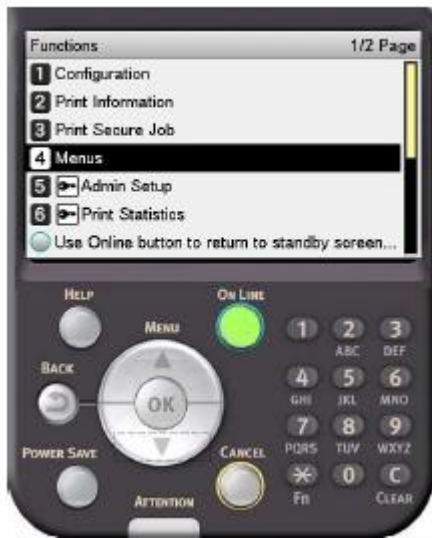 Functions 1/2 Page
1 Configuration
2 Print Information
3 Print Secure Job
4 Menus
5 Admin Setup
6 Print Statistics
Use Online button to return to standby screen...
HELP
ON LINE
MENU
1 2 3
ABC DEF
BACK
OK
4 5 6
GHI JKL MNO
7 8 9
PQRS TUV WXYZ
POWER SAVE
CANCEL
* 0 C
Fn CLEAR
ATTENTION